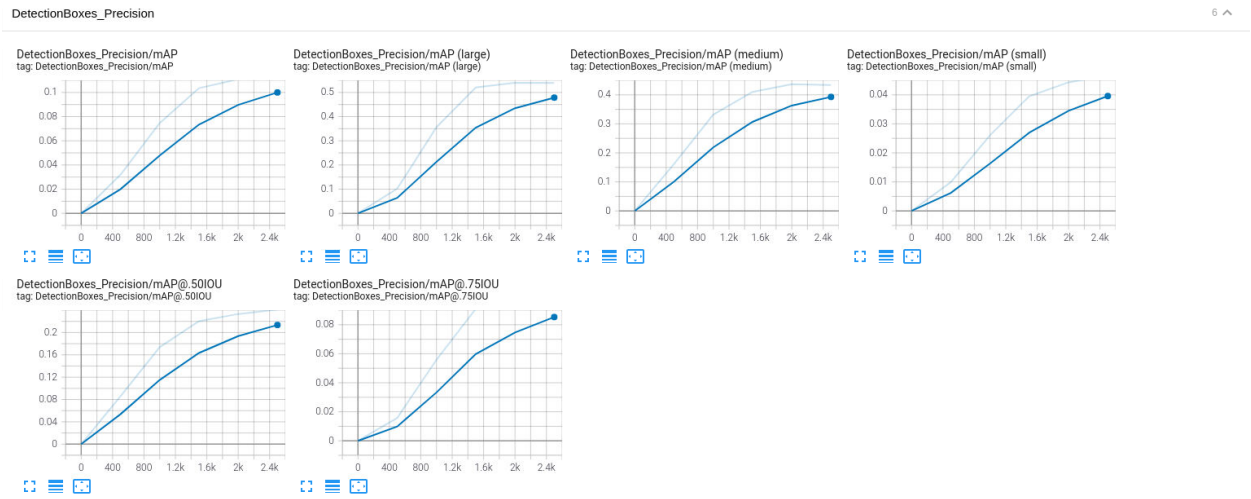 DetectionBoxes_Precision
6
DetectionBoxes_Precision/mAP
tag: DetectionBoxes_Precision/mAP
0.1
0.08
0.06
0.04
0.02
0
0 400 800 1.2k 1.6k 2k 2.4k
DetectionBoxes_Precision/mAP (large)
tag: DetectionBoxes_Precision/mAP (large)
0.5
0.4
0.3
0.2
0.1
0
0 400 800 1.2k 1.6k 2k 2.4k
DetectionBoxes_Precision/mAP (medium)
tag: DetectionBoxes_Precision/mAP (medium)
0.4
0.3
0.2
0.1
0
0 400 800 1.2k 1.6k 2k 2.4k
DetectionBoxes_Precision/mAP (small)
tag: DetectionBoxes_Precision/mAP (small)
0.04
0.03
0.02
0.01
0
0 400 800 1.2k 1.6k 2k 2.4k
DetectionBoxes_Precision/mAP@.50IOU
tag: DetectionBoxes_Precision/mAP@.50IOU
0.2
0.16
0.12
0.08
0.04
0
0 400 800 1.2k 1.6k 2k 2.4k
DetectionBoxes_Precision/mAP@.75IOU
tag: DetectionBoxes_Precision/mAP@.75IOU
0.08
0.06
0.04
0.02
0
0 400 800 1.2k 1.6k 2k 2.4k